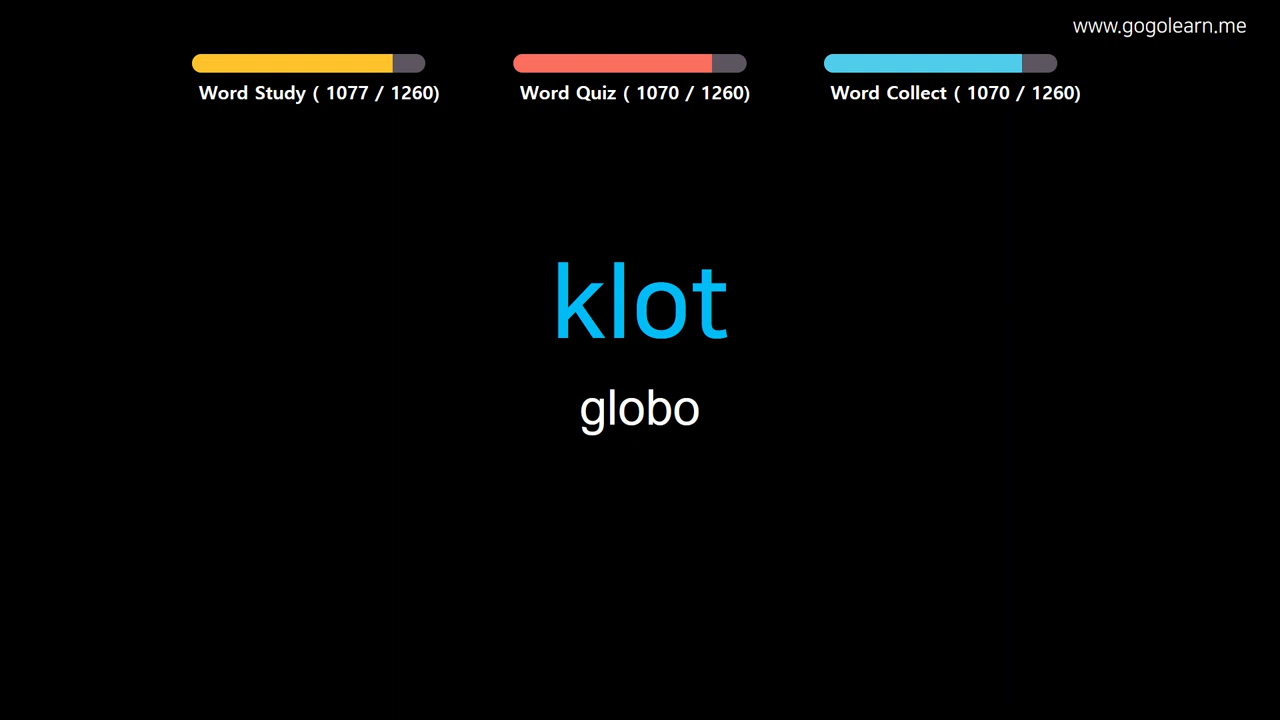 www.gogolearn.me
Word Study ( 1077 / 1260)
Word Quiz ( 1070 / 1260)
Word Collect ( 1070 / 1260)
klot
globo